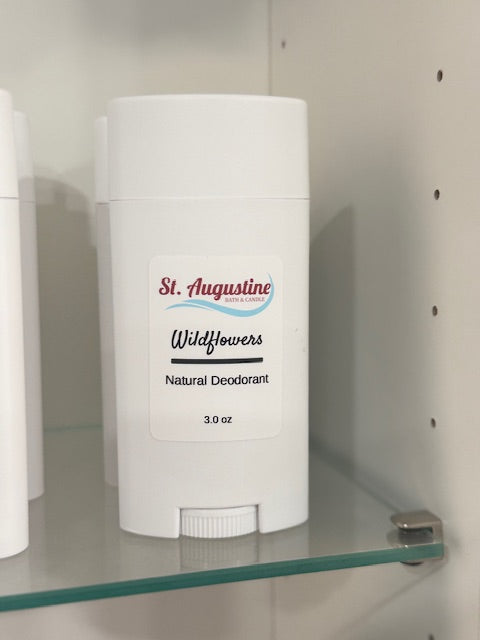 St. Augustine
BATH & CANDLE
Wildflowers
Natural Deodorant
3.0 oz